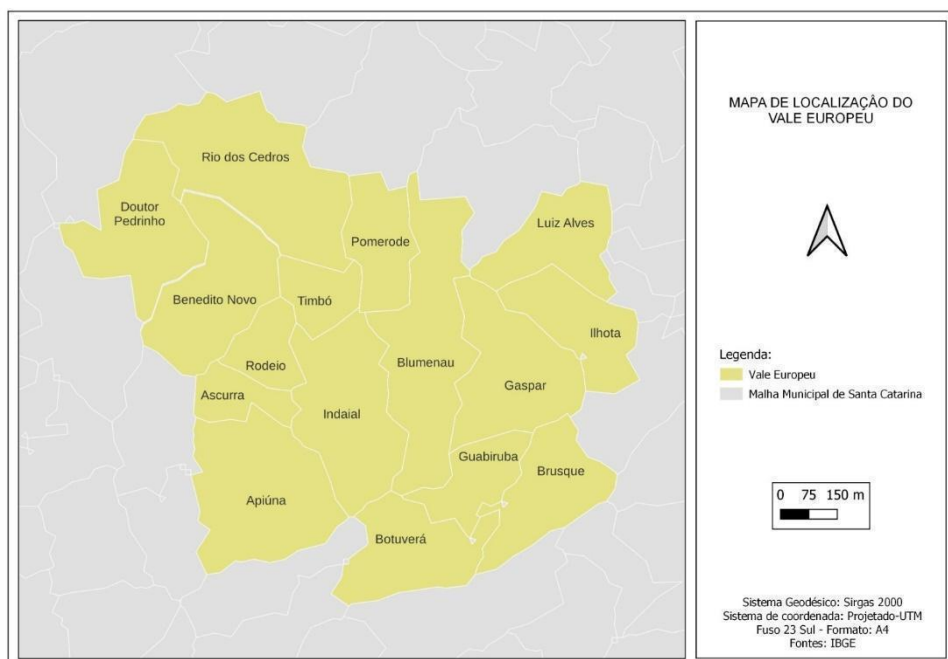 Rio dos Cedros
Doutor
Pedrinho
Pomerode
Luiz Alves
Benedito Novo
Timbó
Ilhota
Rodeio
Blumenau
Ascurra
Gaspar
Indaial
Guabiruba
Brusque
Apiúna
Botuverá
MAPA DE LOCALIZAÇÂO DO
VALE EUROPEU
Legenda:
Vale Europeu
Malha Municipal de Santa Catarina
0 75 150 m
Sistema Geodésico: Sirgas 2000
Sistema de coordenada: Projetado-UTM
Fuso 23 Sul - Formato: A4
Fontes: IBGE